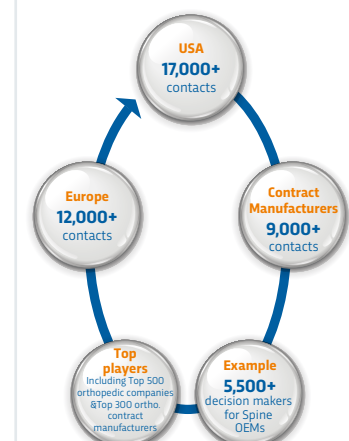 USA
17,000+
contacts
Contract
Manufacturers
9,000+
contacts
Example
5,500+
decision makers
for Spine
OEMs
Top
players
Including Top 500
orthopedic companies
&Top 300 ortho.
contract
manufacturers
Europe
12,000+
contacts